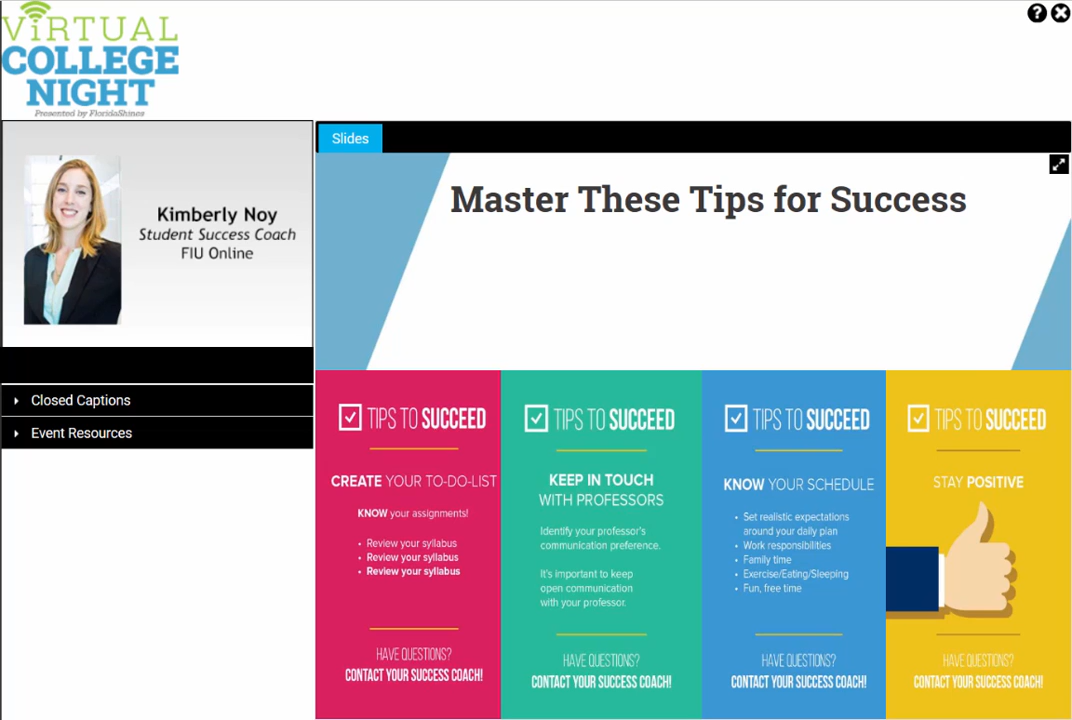 ViRTUAL
COLLEGE
NIGHT
Presented by FloridaShines
Kimberly Noy
Student Success Coach
FIU Online
Closed Captions
Event Resources
Slides
Master These Tips for Success
TIPS TO SUCCEED
CREATE YOUR TO-DO-LIST
KNOW your assignments!
• Review your syllabus
• Review your syllabus
• Review your syllabus
HAVE QUESTIONS?
CONTACT YOUR SUCCESS COACH!
TIPS TO SUCCEED
KEEP IN TOUCH
WITH PROFESSORS
Identify your professor's
communication preference.
It's important to keep
open communication
with your professor.
HAVE QUESTIONS?
CONTACT YOUR SUCCESS COACH!
TIPS TO SUCCEED
KNOW YOUR SCHEDULE
• Set realistic expectations
around your daily plan
• Work responsibilities
• Family time
• Exercise/Eating/Sleeping
• Fun, free time
HAVE QUESTIONS?
CONTACT YOUR SUCCESS COACH!
TIPS TO SUCCEED
STAY POSITIVE
HAVE QUESTIONS?
CONTACT YOUR SUCCESS COACH!